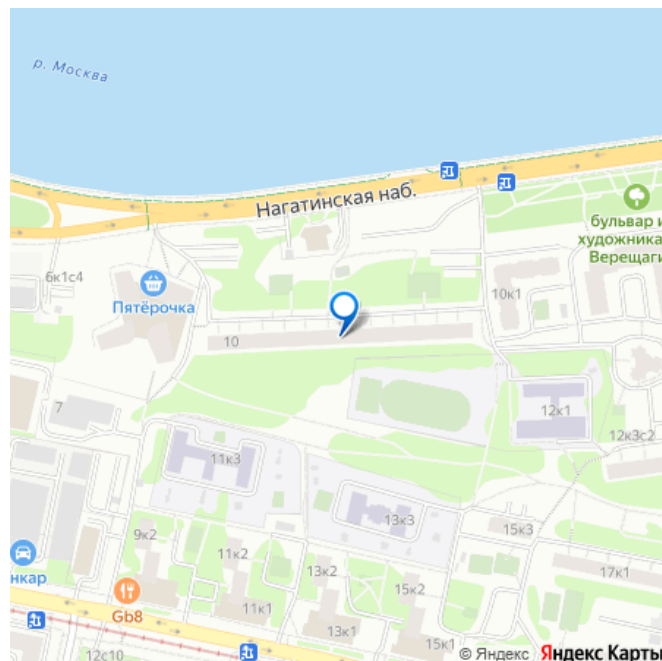 р. Москва
Нагатинская наб.
бульвар и
художника
Верещаги
6к1с4
Пятёрочка
10к1
10
7
12к1
12к3с2
11к3
13к3
15к3
9к2
11к2
13к2
15к2
17к1
нкар
Gb8
11к1
13к1
15к1
12с10
© Яндекс Яндекс Карты